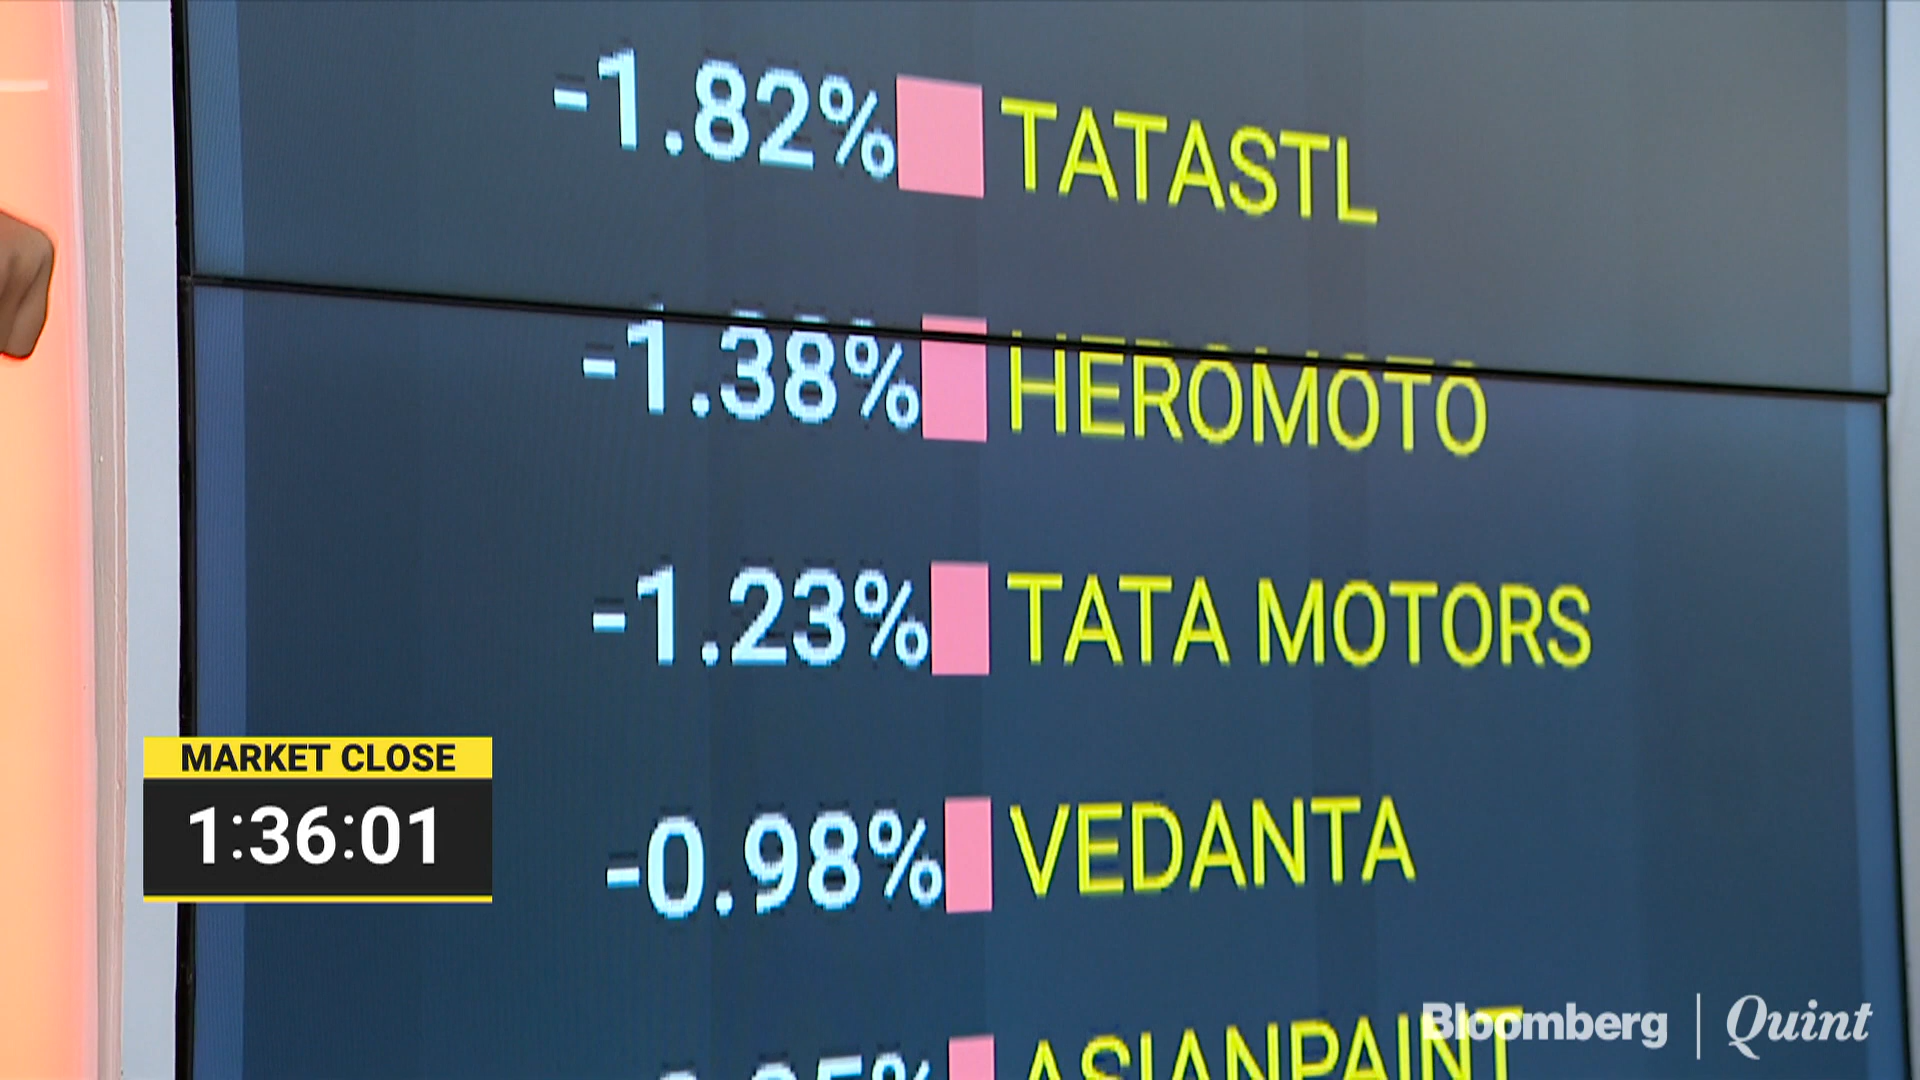 -1.82% TATASTL
-1.38% HEROMOTO
-1.23% TATA MOTORS
MARKET CLOSE
1:36:01
-0.98% VEDANTA
ASIANPAINT
Bloomberg | Quint